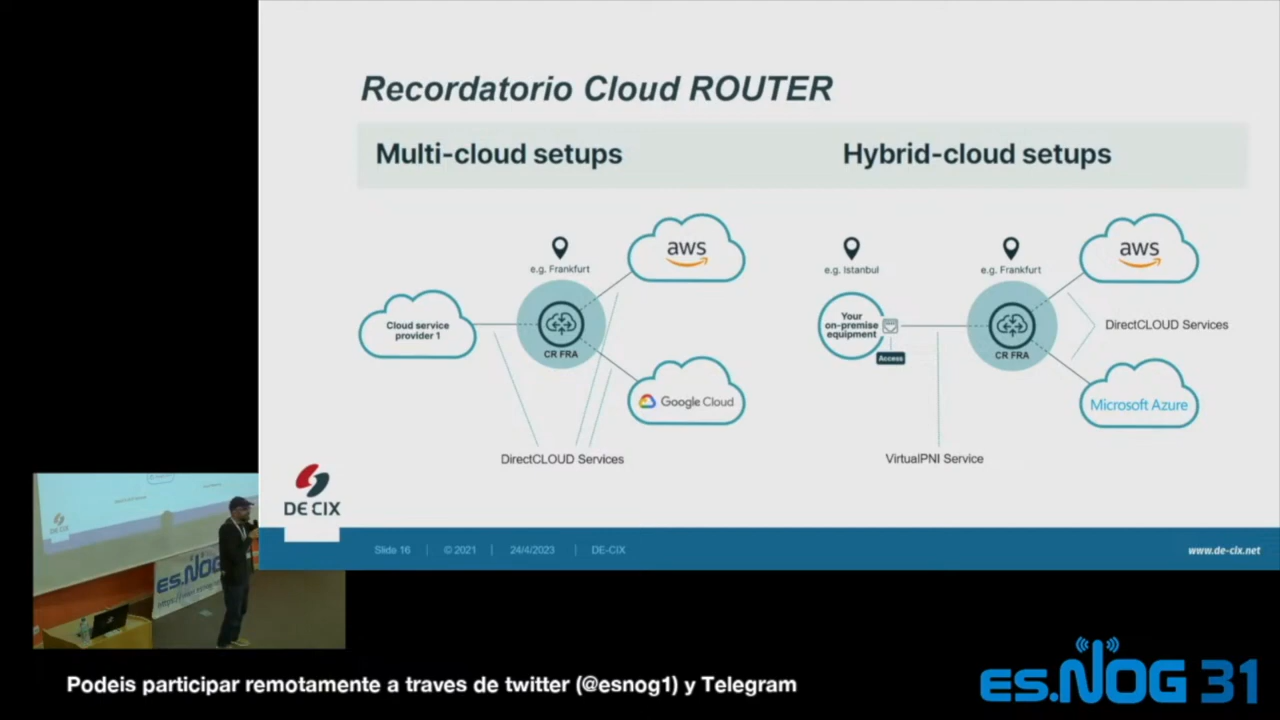 Recordatorio Cloud ROUTER
Multi-cloud setups
Hybrid-cloud setups
e.g. Frankfurt
aws
Cloud service
provider 1
CR FRA
Google Cloud
DirectCLOUD Services
e.g. Istanbul
e.g. Frankfurt
aws
Your
on-premise
equipment
Access
CR FRA
DirectCLOUD Services
Microsoft Azure
VirtualPNI Service
DE CIX
Slide 16 | © 2021 | 24/4/2023 | DE-CIX
www.de-cix.net
ES.NOG
Podeis participar remotamente a traves de twitter (@esnog1) y Telegram
ES.NOG 31